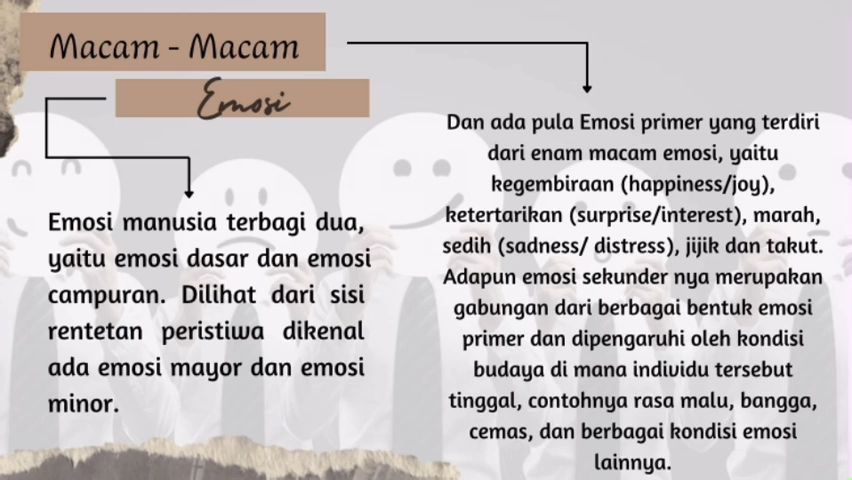 Macam - Macam
Emosi
Emosi manusia terbagi dua,
yaitu emosi dasar dan emosi
campuran. Dilihat dari sisi
rentetan peristiwa dikenal
ada emosi mayor dan emosi
minor.
Dan ada pula Emosi primer yang terdiri
dari enam macam emosi, yaitu
kegembiraan (happiness/joy),
ketertarikan (surprise/interest), marah,
sedih (sadness/ distress), jijik dan takut.
Adapun emosi sekunder nya merupakan
gabungan dari berbagai bentuk emosi
primer dan dipengaruhi oleh kondisi
budaya di mana individu tersebut
tinggal, contohnya rasa malu, bangga,
cemas, dan berbagai kondisi emosi
lainnya.